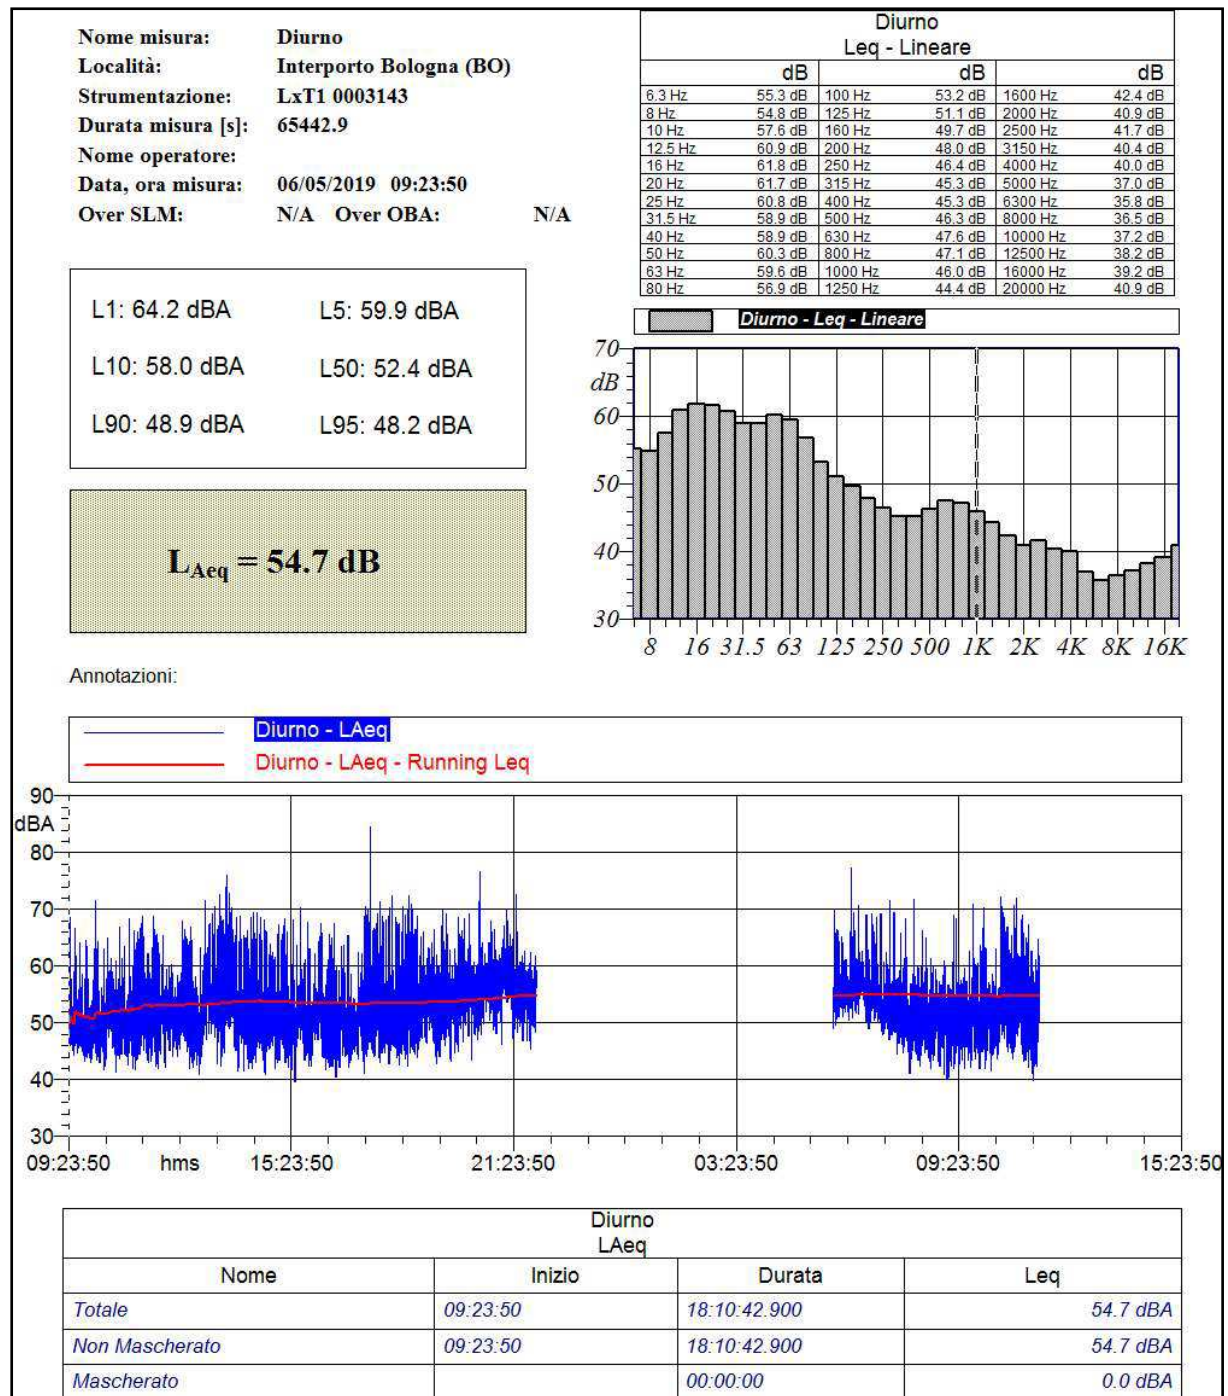 Nome misura: Diurno
Località: Interporto Bologna (BO)
Strumentazione: LxT1 0003143
Durata misura [s]: 65442.9
Nome operatore:
Data, ora misura: 06/05/2019 09:23:50
Over SLM: N/A Over OBA: N/A
Diurno
Leq - Lineare
dB dB dB
6.3 Hz 55.3 dB 100 Hz 53.2 dB 1600 Hz 42.4 dB
8 Hz 54.8 dB 125 Hz 51.1 dB 2000 Hz 40.9 dB
10 Hz 57.6 dB 160 Hz 49.7 dB 2500 Hz 41.7 dB
12.5 Hz 60.9 dB 200 Hz 48.0 dB 3150 Hz 40.4 dB
16 Hz 61.8 dB 250 Hz 46.4 dB 4000 Hz 40.0 dB
20 Hz 61.7 dB 315 Hz 45.3 dB 5000 Hz 37.0 dB
25 Hz 60.8 dB 400 Hz 45.3 dB 6300 Hz 35.8 dB
31.5 Hz 58.9 dB 500 Hz 46.3 dB 8000 Hz 36.5 dB
40 Hz 58.9 dB 630 Hz 47.6 dB 10000 Hz 37.2 dB
50 Hz 60.3 dB 800 Hz 47.1 dB 12500 Hz 38.2 dB
63 Hz 59.6 dB 1000 Hz 46.0 dB 16000 Hz 39.2 dB
80 Hz 56.9 dB 1250 Hz 44.4 dB 20000 Hz 40.9 dB
L1: 64.2 dBA L5: 59.9 dBA
L10: 58.0 dBA L50: 52.4 dBA
L90: 48.9 dBA L95: 48.2 dBA
LAeq = 54.7 dB
Diurno - Leq - Lineare
70
dB
60
50
40
30
8 16 31.5 63 125 250 500 1K 2K 4K 8K 16K
Annotazioni:
Diurno - LAeq
Diurno - LAeq - Running Leq
90
dBA
80
70
60
50
40
30
09:23:50 hms 15:23:50 21:23:50 03:23:50 09:23:50 15:23:50
Diurno
LAeq
Nome Inizio Durata Leq
Totale 09:23:50 18:10:42.900 54.7 dBA
Non Mascherato 09:23:50 18:10:42.900 54.7 dBA
Mascherato 00:00:00 0.0 dBA